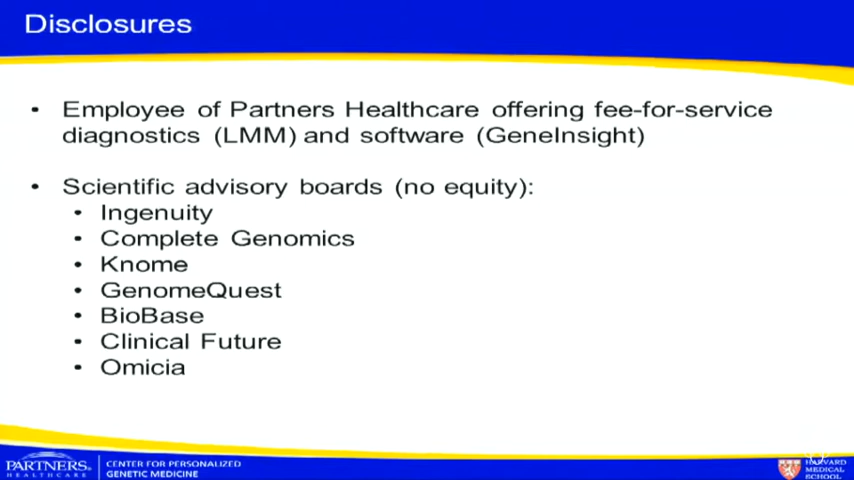 Disclosures
• Employee of Partners Healthcare offering fee-for-service
diagnostics (LMM) and software (GeneInsight)
• Scientific advisory boards (no equity):
• Ingenuity
• Complete Genomics
• Knome
• GenomeQuest
• BioBase
• Clinical Future
• Omicia
PARTNERS.
HEALTHCARE
CENTER FOR PERSONALIZED
GENETIC MEDICINE
HARVARD
MEDICAL
SCHOOL